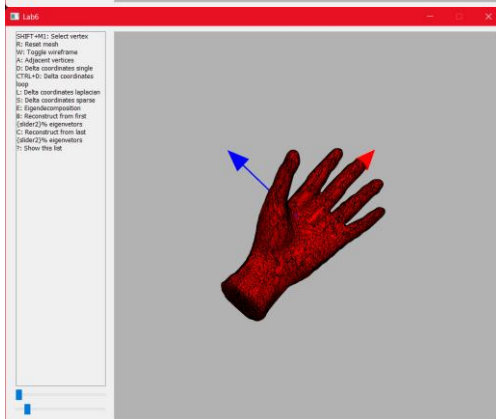 Lab6
SHIFT+M1: Select vertex
R: Reset mesh
W: Toggle wireframe
A: Adjacent vertices
D: Delta coordinates single
CTRL+D: Delta coordinates
loop
L: Delta coordinates laplacian
S: Delta coordinates sparse
E: Eigendecomposition
B: Reconstruct from first
{slider2}% eigenvetors
C: Reconstruct from last
{slider2}% eigenvetors
?: Show this list